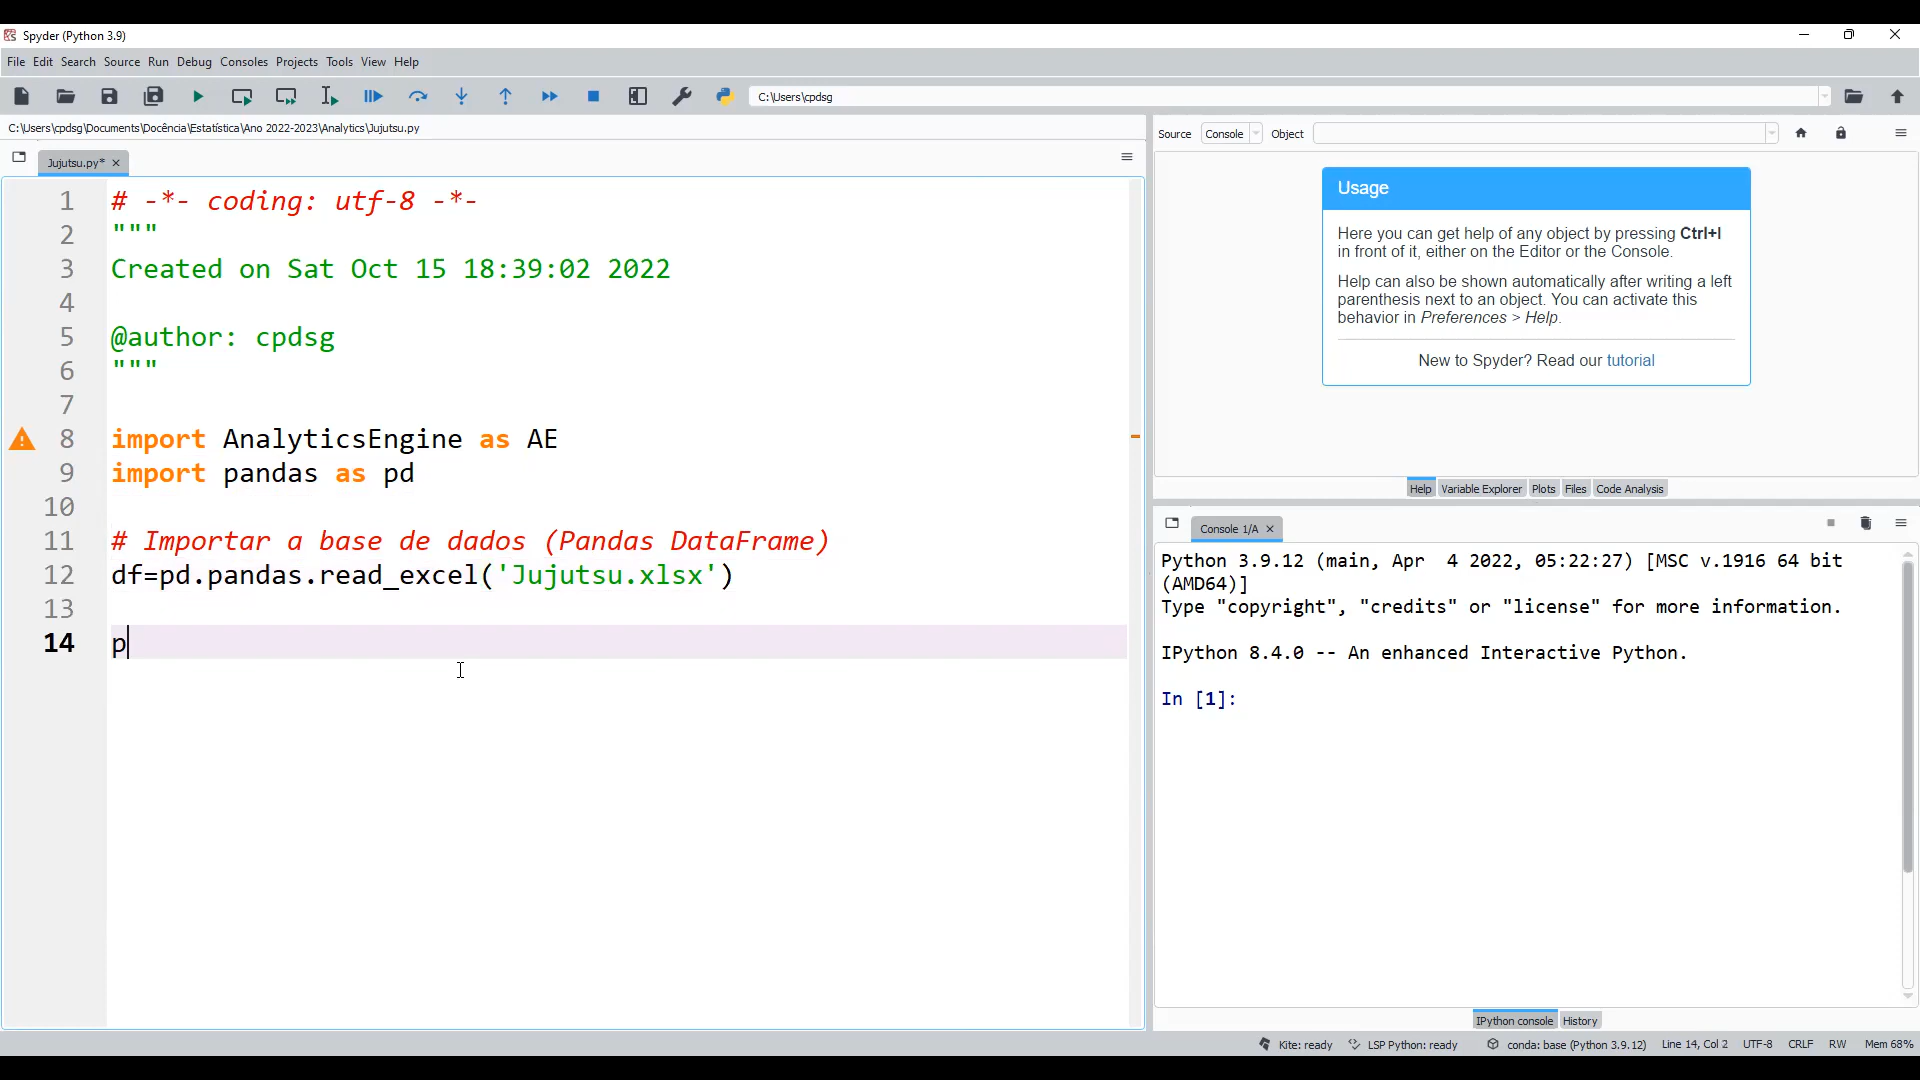 Spyder (Python 3.9)
File Edit Search Source Run Debug Consoles Projects Tools View Help
C:\Users\cpdsg
C:\Users\cpdsg\Documents\Docência\Estatística\Ano 2022-2023\Analytics\Jujutsu.py
Jujutsu.py*
1 # -*- coding: utf-8 -*-
2 """
3 Created on Sat Oct 15 18:39:02 2022
4
5 @author: cpdsg
6 """
7
8 import AnalyticsEngine as AE
9 import pandas as pd
10
11 # Importar a base de dados (Pandas DataFrame)
12 df=pd.pandas.read_excel('Jujutsu.xlsx')
13
14 p
Source Console Object
Usage
Here you can get help of any object by pressing Ctrl+I
in front of it, either on the Editor or the Console.
Help can also be shown automatically after writing a left
parenthesis next to an object. You can activate this
behavior in Preferences > Help.
New to Spyder? Read our tutorial
Help Variable Explorer Plots Files Code Analysis
Console 1/A
Python 3.9.12 (main, Apr  4 2022, 05:22:27) [MSC v.1916 64 bit
(AMD64)]
Type "copyright", "credits" or "license" for more information.
IPython 8.4.0 -- An enhanced Interactive Python.
In [1]:
IPython console History
Kite: ready LSP Python: ready conda: base (Python 3.9.12) Line 14, Col 2 UTF-8 CRLF RW Mem 68%